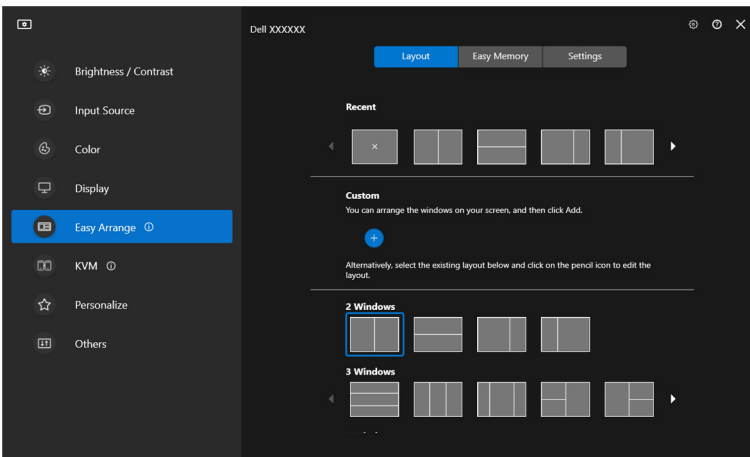 Dell XXXXXX
Brightness / Contrast
Input Source
Color
Display
Easy Arrange
KVM
Personalize
Others
Layout
Easy Memory
Settings
Recent
Custom
You can arrange the windows on your screen, and then click Add.
Alternatively, select the existing layout below and click on the pencil icon to edit the
layout.
2 Windows
3 Windows